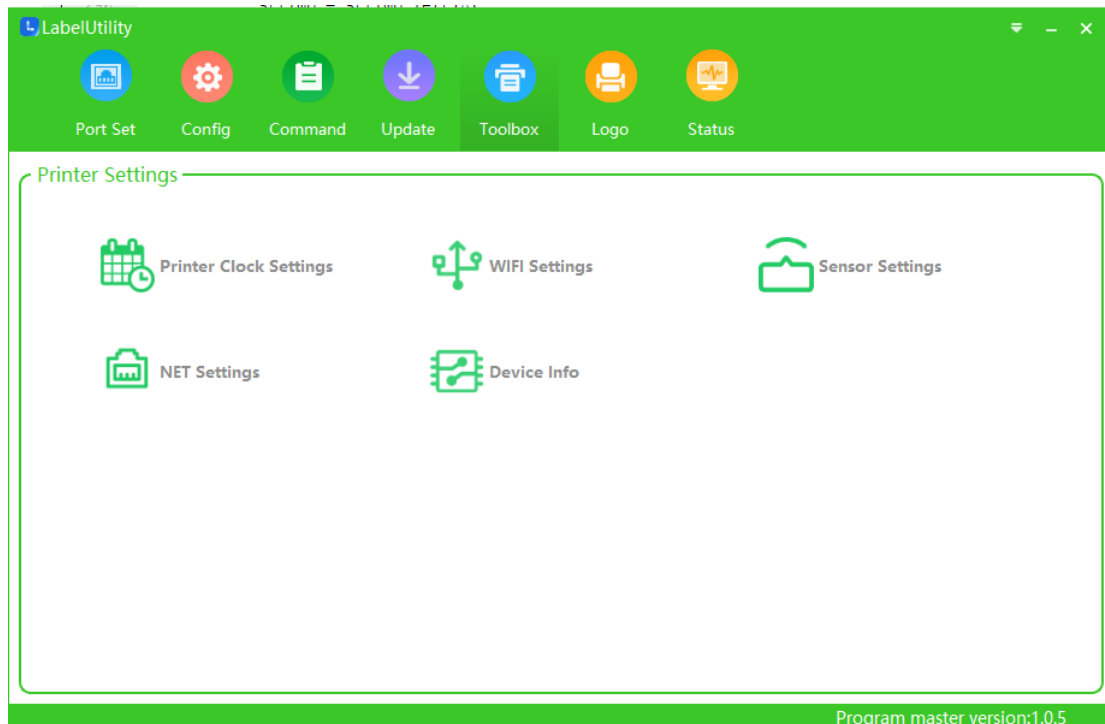 LabelUtility
Port Set Config Command Update Toolbox Logo Status
Printer Settings
Printer Clock Settings WIFI Settings Sensor Settings
NET Settings Device Info
Program master version:1.0.5